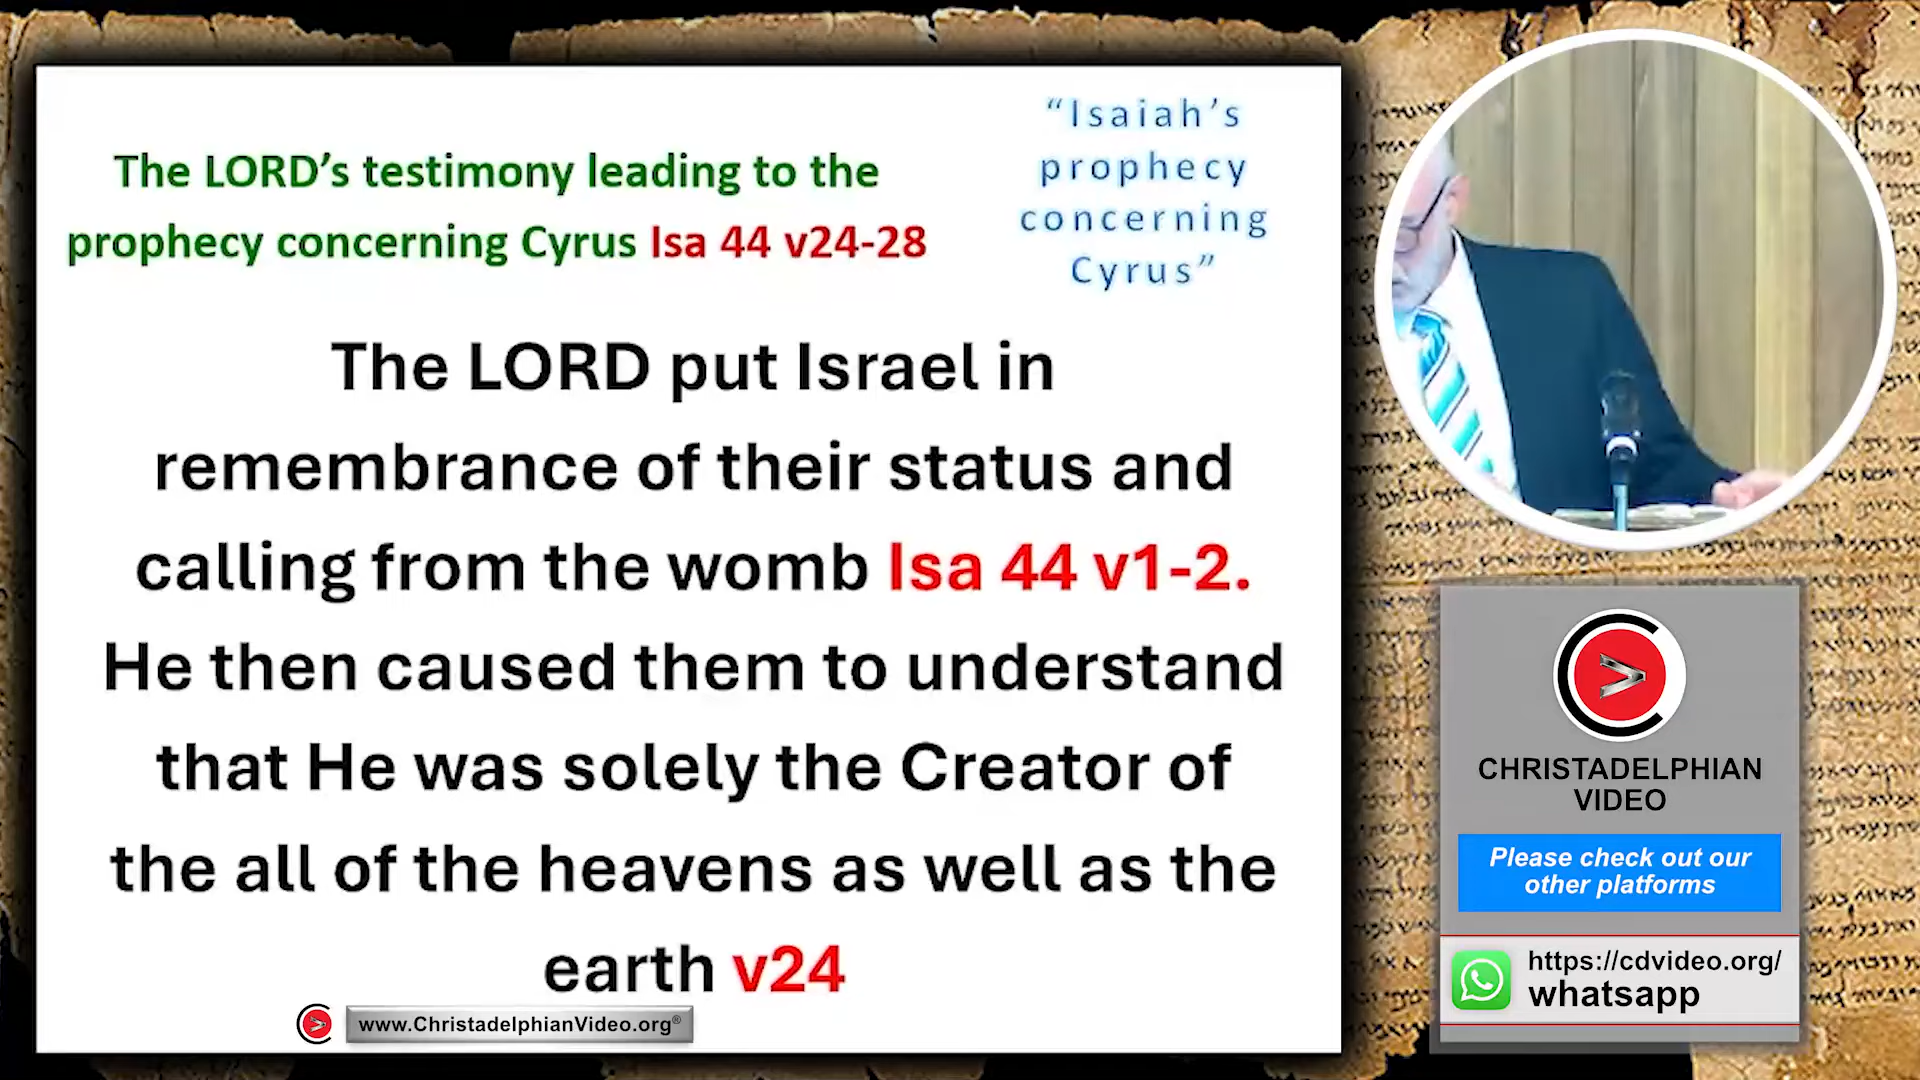 The LORD’s testimony leading to the
prophecy concerning Cyrus Isa 44 v24-28
“Isaiah’s
prophecy
concerning
Cyrus”
The LORD put Israel in
remembrance of their status and
calling from the womb Isa 44 v1-2.
He then caused them to understand
that He was solely the Creator of
the all of the heavens as well as the
earth v24
www.ChristadelphianVideo.org®
CHRISTADELPHIAN
VIDEO
Please check out our
other platforms
https://cdvideo.org/
whatsapp